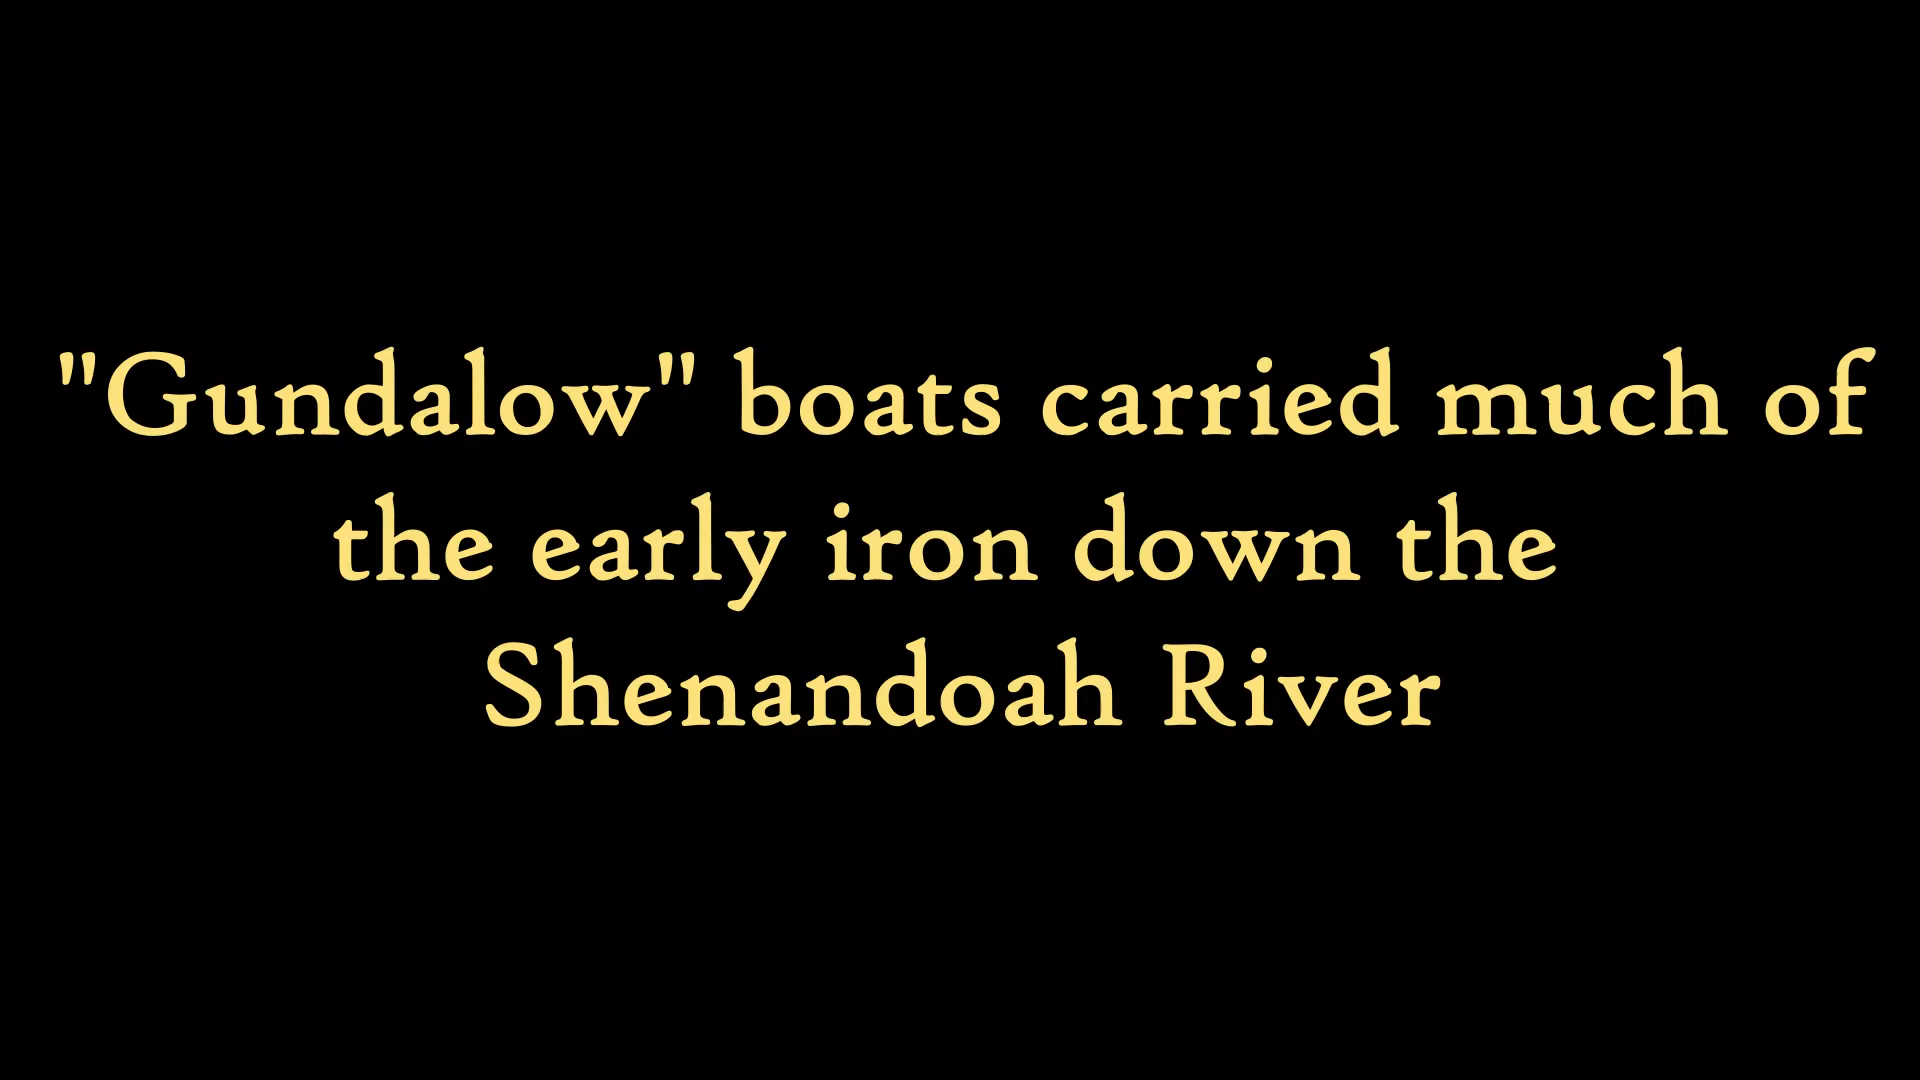 "Gundalow" boats carried much of
the early iron down the
Shenandoah River